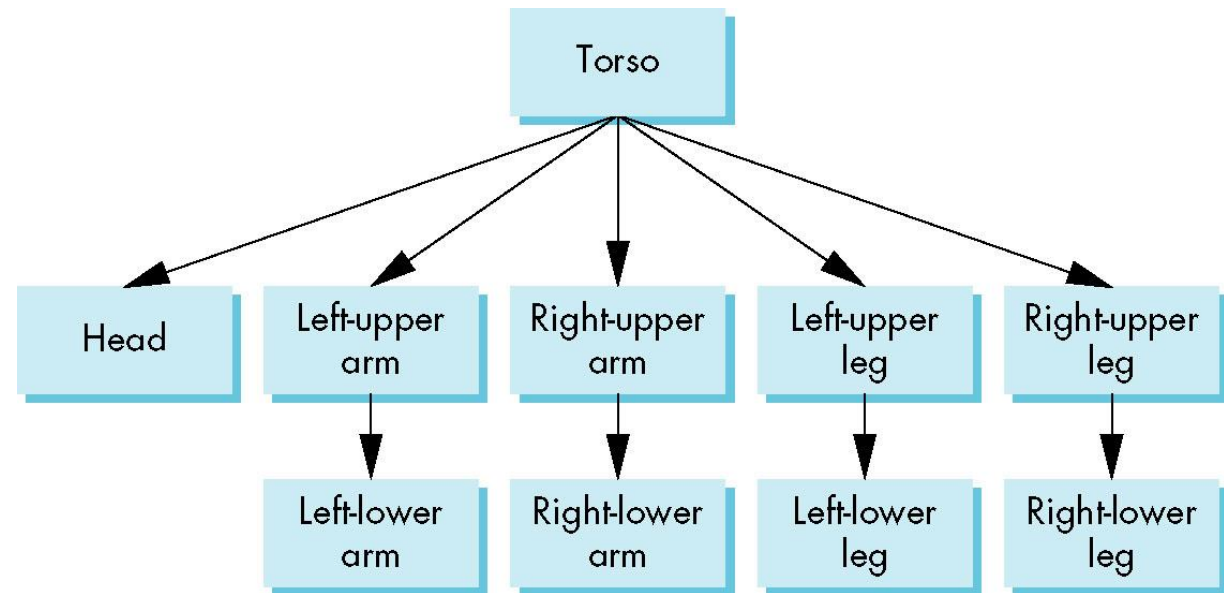 Torso
Head
Left-upper
arm
Right-upper
arm
Left-upper
leg
Right-upper
leg
Left-lower
arm
Right-lower
arm
Left-lower
leg
Right-lower
leg